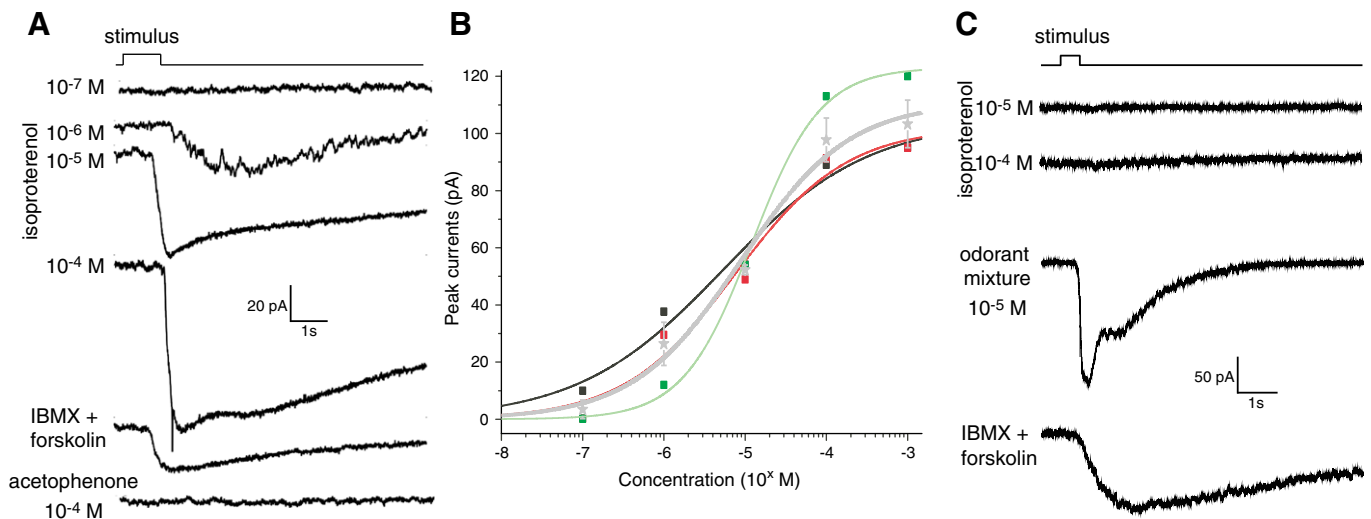 A
stimulus
isoproterenol
10⁻⁷ M
10⁻⁶ M
10⁻⁵ M
10⁻⁴ M
20 pA
1s
IBMX +
forskolin
acetophenone
10⁻⁴ M
B
Peak currents (pA)
120
100
80
60
40
20
0
-8
-7
-6
-5
-4
-3
Concentration (10ˣ M)
C
stimulus
isoproterenol
10⁻⁵ M
10⁻⁴ M
odorant
mixture
10⁻⁵ M
50 pA
1s
IBMX +
forskolin